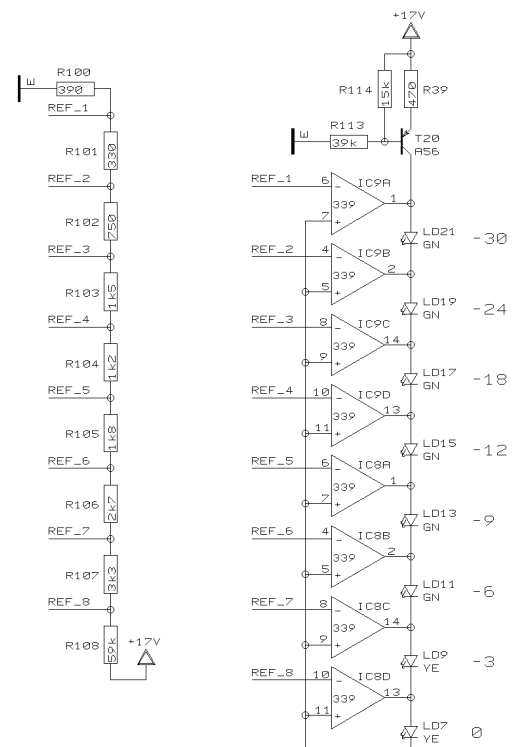 +17V
R100
E
390
REF_1
R101
330
REF_2
R102
750
REF_3
R103
1k5
REF_4
R104
1k2
REF_5
R105
1k8
REF_6
R106
2k7
REF_7
R107
3k3
REF_8
R108
59k
+17V
R114
15k
470
R39
R113
E
39k
T20
A56
REF_1
6
IC9A
339
1
7
LD21
GN
-30
REF_2
4
IC9B
339
2
5
LD19
GN
-24
REF_3
8
IC9C
339
14
9
LD17
GN
-18
REF_4
10
IC9D
339
13
11
LD15
GN
-12
REF_5
6
IC8A
339
1
7
LD13
GN
-9
REF_6
4
IC8B
339
2
5
LD11
GN
-6
REF_7
8
IC8C
339
14
9
LD9
YE
-3
REF_8
10
IC8D
339
13
11
LD7
YE
0